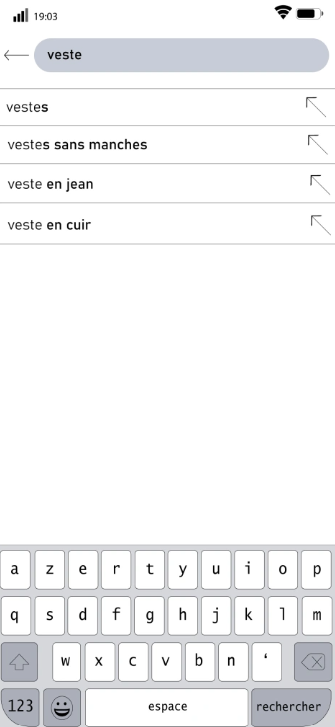 19:03
veste
vestes
vestes sans manches
veste en jean
veste en cuir
a z e r t y u i o p
q s d f g h j k l m
w x c v b n ‘
123 espace rechercher